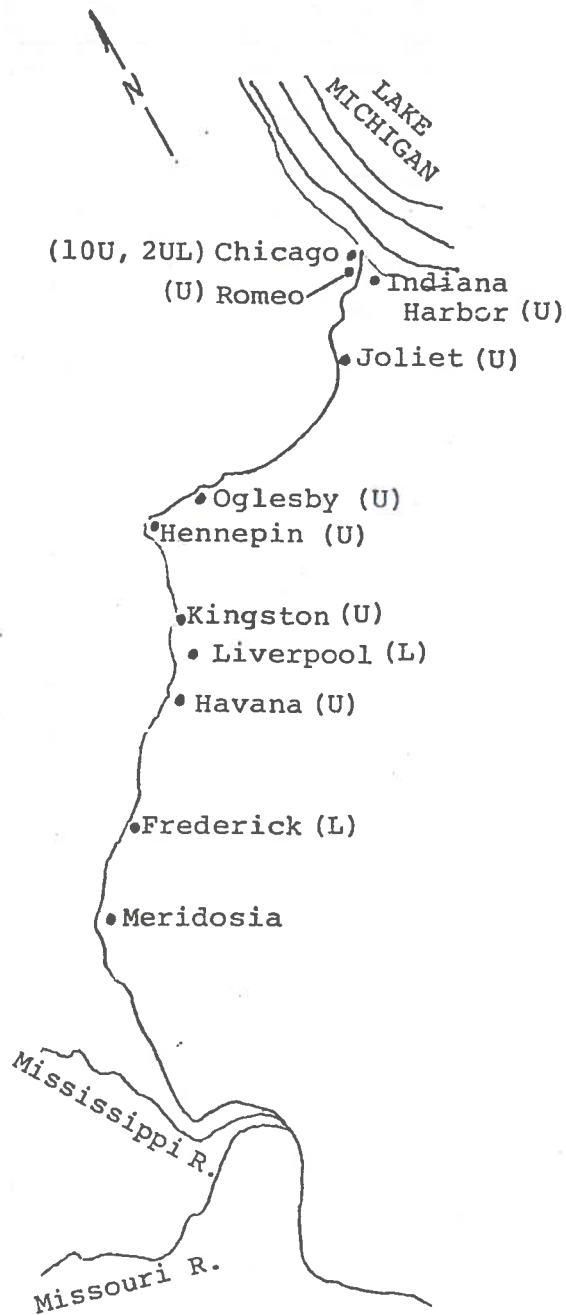 N
LAKE
MICHIGAN
(10U, 2UL) Chicago
(U) Romeo
Indiana
Harbor (U)
Joliet (U)
Oglesby (U)
Hennepin (U)
Kingston (U)
Liverpool (L)
Havana (U)
Frederick (L)
Meridosia
Mississippi R.
Missouri R.